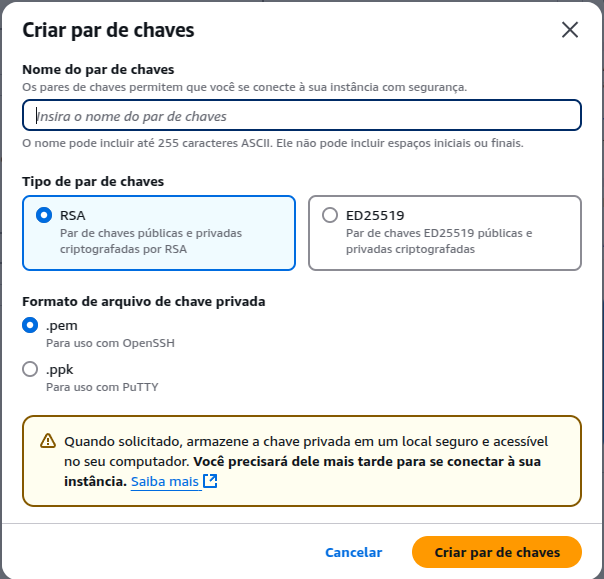 Criar par de chaves
Nome do par de chaves
Os pares de chaves permitem que você se conecte à sua instância com segurança.
Insira o nome do par de chaves
O nome pode incluir até 255 caracteres ASCII. Ele não pode incluir espaços iniciais ou finais.
Tipo de par de chaves
RSA
Par de chaves públicas e privadas
criptografadas por RSA
ED25519
Par de chaves ED25519 públicas e
privadas criptografadas
Formato de arquivo de chave privada
.pem
Para uso com OpenSSH
.ppk
Para uso com PuTTY
Quando solicitado, armazene a chave privada em um local seguro e acessível
no seu computador. Você precisará dele mais tarde para se conectar à sua
instância. Saiba mais
Cancelar
Criar par de chaves